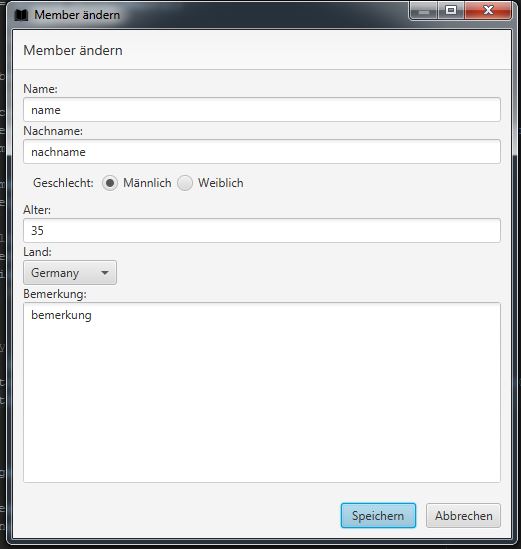 Member ändern
Member ändern
Name:
name
Nachname:
nachname
Geschlecht: Männlich Weiblich
Alter:
35
Land:
Germany
Bemerkung:
bemerkung
Speichern Abbrechen